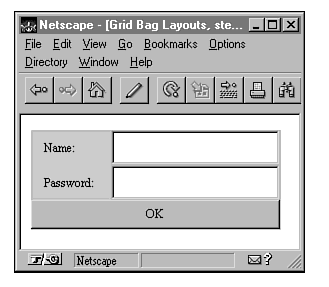 Netscape - [Grid Bag Layouts, ste...
File Edit View Go Bookmarks Options
Directory Window Help
Name:
Password:
OK
Netscape
?